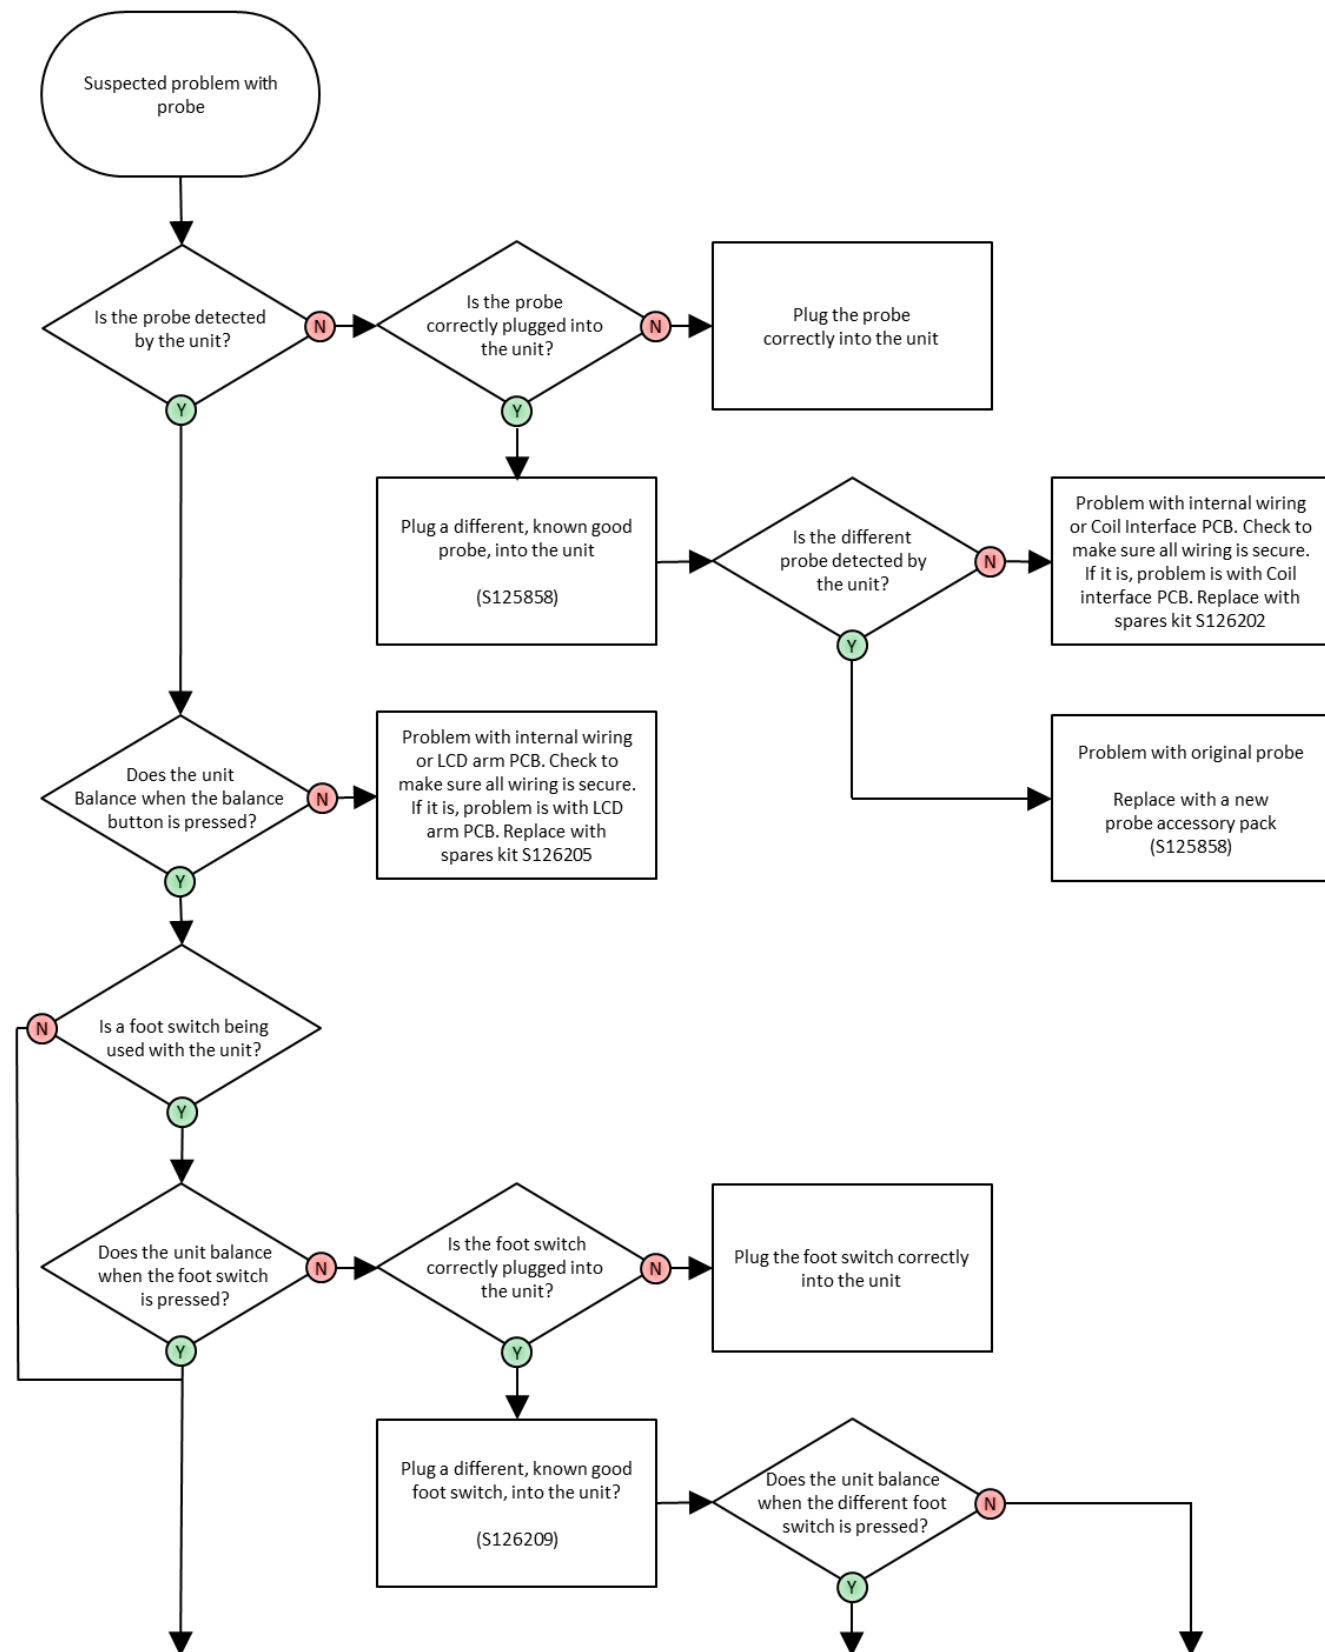 Suspected problem with
probe
Is the probe detected
by the unit?
N
Y
Is the probe
correctly plugged into
the unit?
N
Y
Plug the probe
correctly into the unit
Plug a different, known good
probe, into the unit
(S125858)
Is the different
probe detected by
the unit?
N
Y
Problem with internal wiring
or Coil Interface PCB. Check to
make sure all wiring is secure.
If it is, problem is with Coil
interface PCB. Replace with
spares kit S126202
Problem with original probe
Replace with a new
probe accessory pack
(S125858)
Does the unit
Balance when the balance
button is pressed?
N
Y
Problem with internal wiring
or LCD arm PCB. Check to
make sure all wiring is secure.
If it is, problem is with LCD
arm PCB. Replace with
spares kit S126205
Is a foot switch being
used with the unit?
N
Y
Does the unit balance
when the foot switch
is pressed?
N
Y
Is the foot switch
correctly plugged into
the unit?
N
Y
Plug the foot switch correctly
into the unit
Plug a different, known good
foot switch, into the unit?
(S126209)
Does the unit balance
when the different foot
switch is pressed?
N
Y